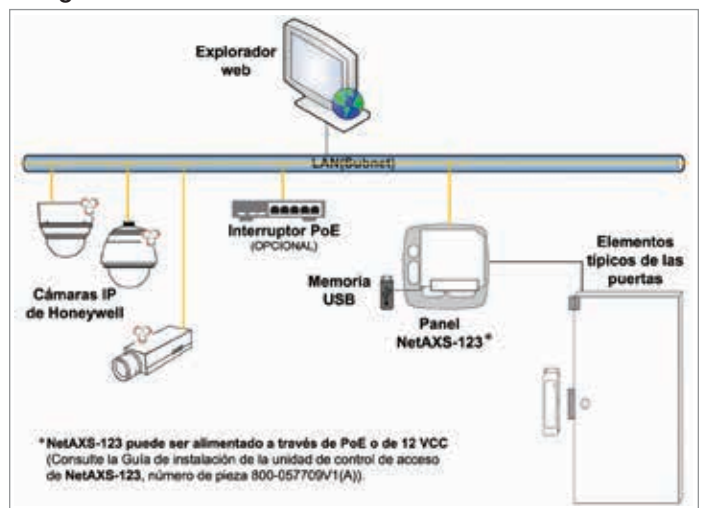 Explorador
web
LAN(Subnet)
Interruptor PoE
(OPCIONAL)
Cámaras IP
de Honeywell
Memoria
USB
Panel
NetAXS-123*
Elementos
típicos de las
puertas
*NetAXS-123 puede ser alimentado a través de PoE o de 12 VCC
(Consulte la Guía de instalación de la unidad de control de acceso
de NetAXS-123, número de pieza 800-057709V1(A)).